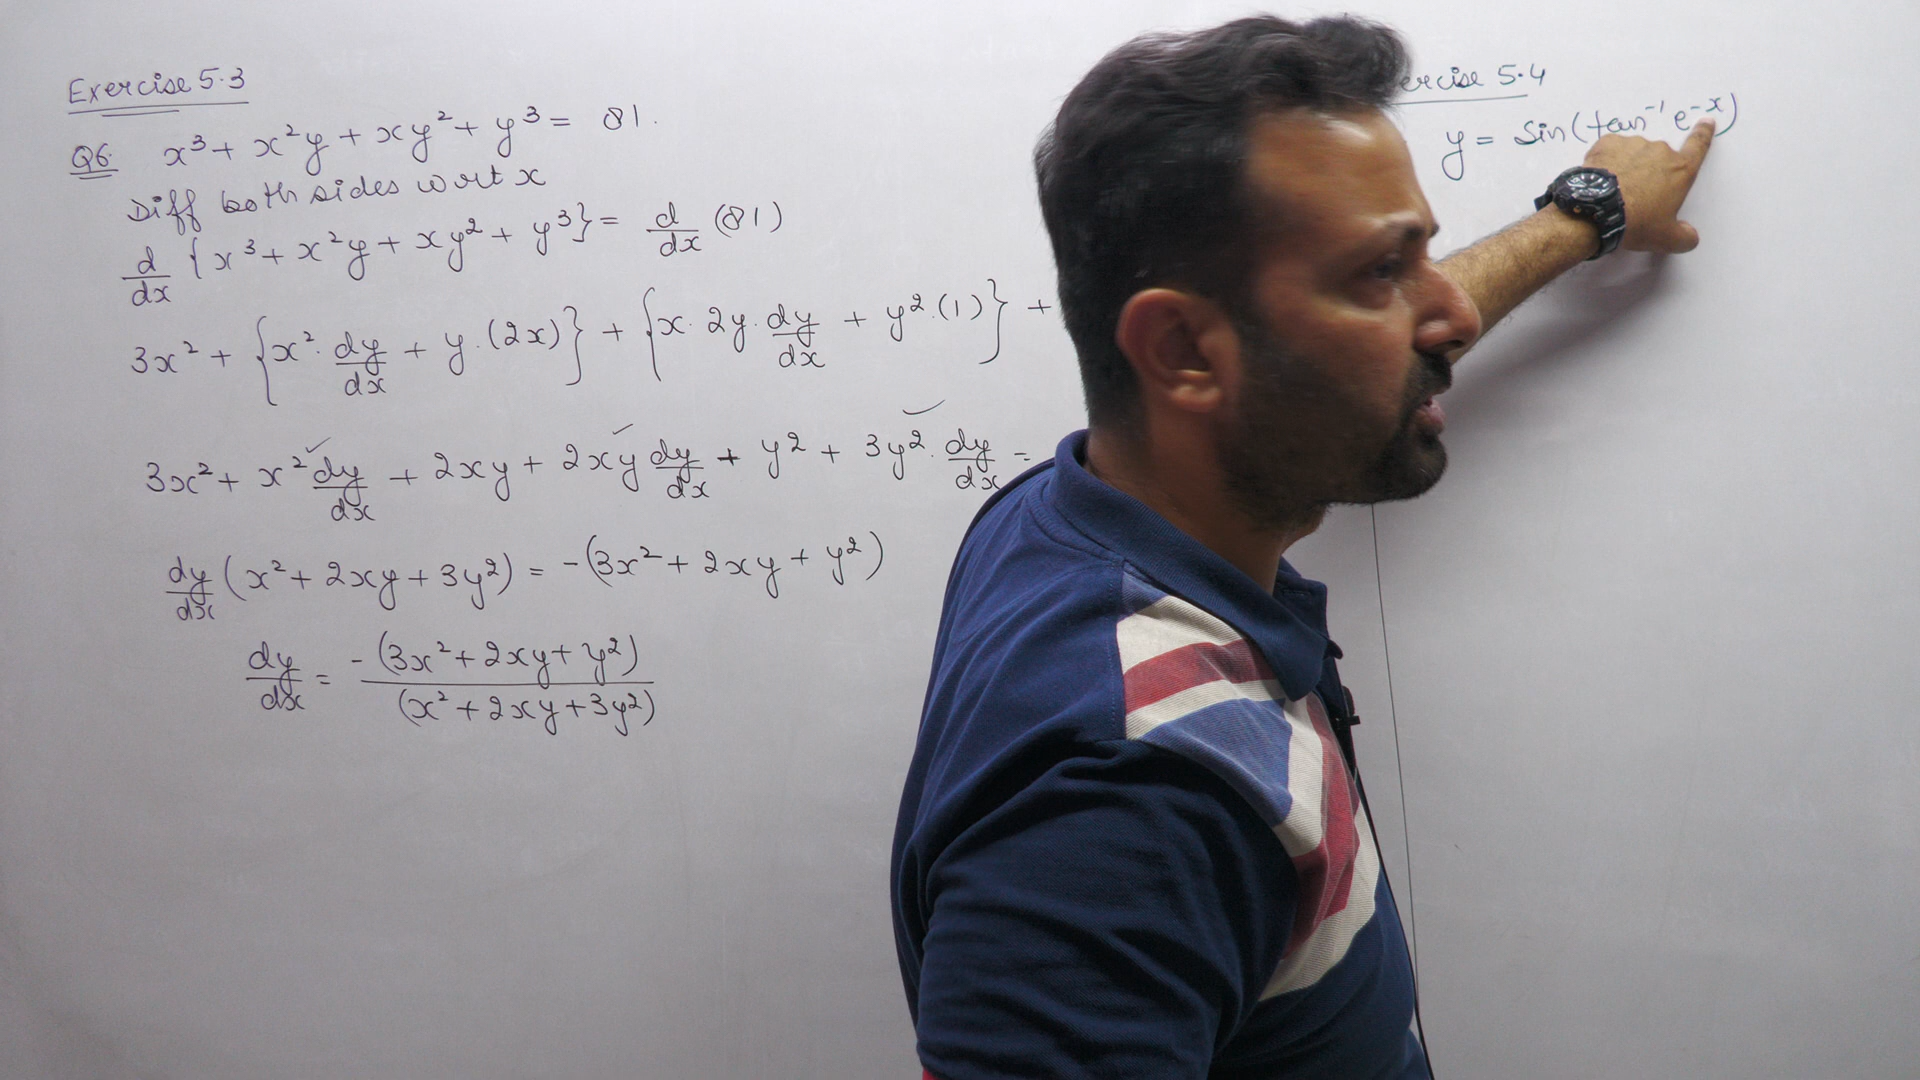 Exercise 5.3
Q6. x³ + x²y + xy² + y³ = 81.
Diff both sides wrt x
d/dx {x³ + x²y + xy² + y³} = d/dx (81)
3x² + {x². dy/dx + y.(2x)} + {x. 2y. dy/dx + y².(1)} +
3x² + x² dy/dx + 2xy + 2xy dy/dx + y² + 3y². dy/dx =
dy/dx (x² + 2xy + 3y²) = -(3x² + 2xy + y²)
dy/dx = -(3x² + 2xy + y²) / (x² + 2xy + 3y²)
ercise 5.4
y = Sin(tan⁻¹ e⁻ˣ)